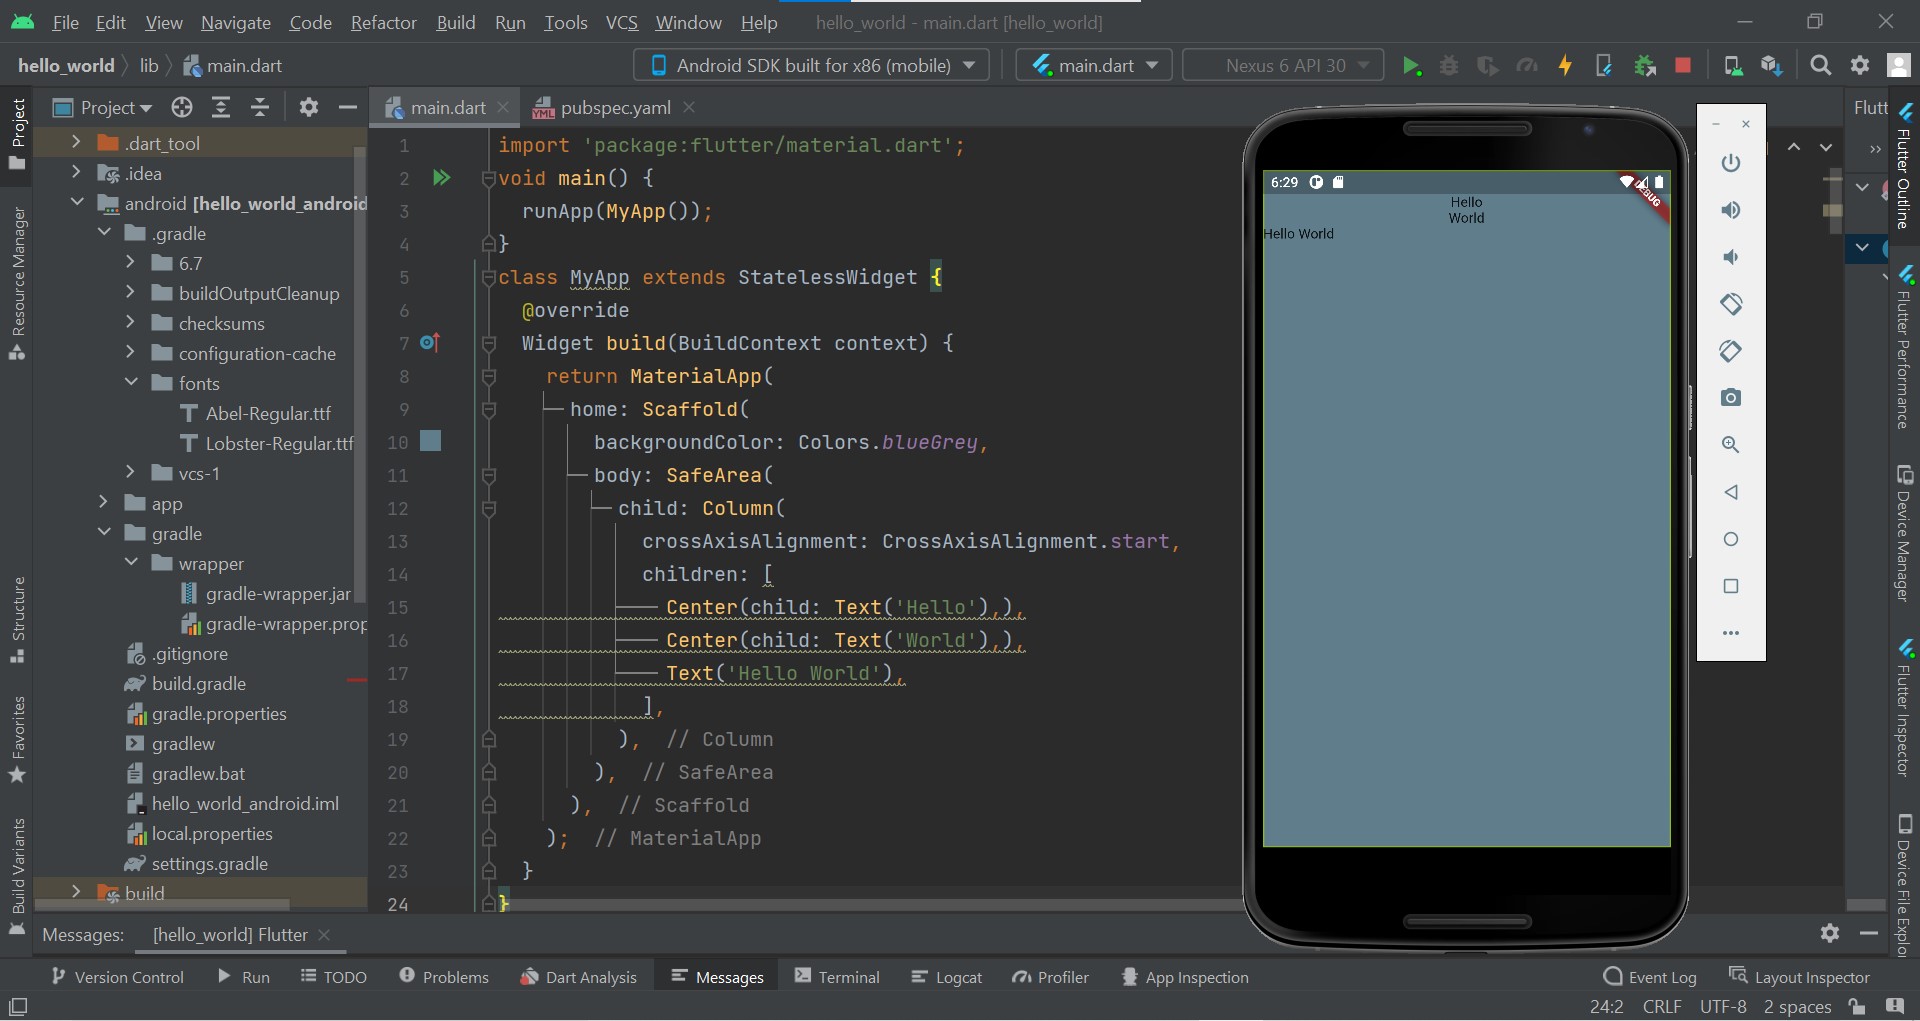 File Edit View Navigate Code Refactor Build Run Tools VCS Window Help hello_world - main.dart [hello_world]
hello_world lib main.dart Android SDK built for x86 (mobile) main.dart Nexus 6 API 30
Project main.dart pubspec.yaml Flutt
.dart_tool
.idea
android [hello_world_android
.gradle
6.7
buildOutputCleanup
checksums
configuration-cache
fonts
Abel-Regular.ttf
Lobster-Regular.ttf
vcs-1
app
gradle
wrapper
gradle-wrapper.jar
gradle-wrapper.prop
.gitignore
build.gradle
gradle.properties
gradlew
gradlew.bat
hello_world_android.iml
local.properties
settings.gradle
build
1 import 'package:flutter/material.dart';
2 void main() {
3 runApp(MyApp());
4 }
5 class MyApp extends StatelessWidget {
6 @override
7 Widget build(BuildContext context) {
8 return MaterialApp(
9 home: Scaffold(
10 backgroundColor: Colors.blueGrey,
11 body: SafeArea(
12 child: Column(
13 crossAxisAlignment: CrossAxisAlignment.start,
14 children: [
15 Center(child: Text('Hello'),),
16 Center(child: Text('World'),),
17 Text('Hello World'),
18 ],
19 ), // Column
20 ), // SafeArea
21 ), // Scaffold
22 ); // MaterialApp
23 }
24 }
6:29
DEBUG
Hello
World
Hello World
Project
Resource Manager
Structure
Favorites
Build Variants
Flutter Outline
Flutter Performance
Device Manager
Flutter Inspector
Device File Explor
Messages: [hello_world] Flutter
Version Control Run TODO Problems Dart Analysis Messages Terminal Logcat Profiler App Inspection Event Log Layout Inspector
24:2 CRLF UTF-8 2 spaces